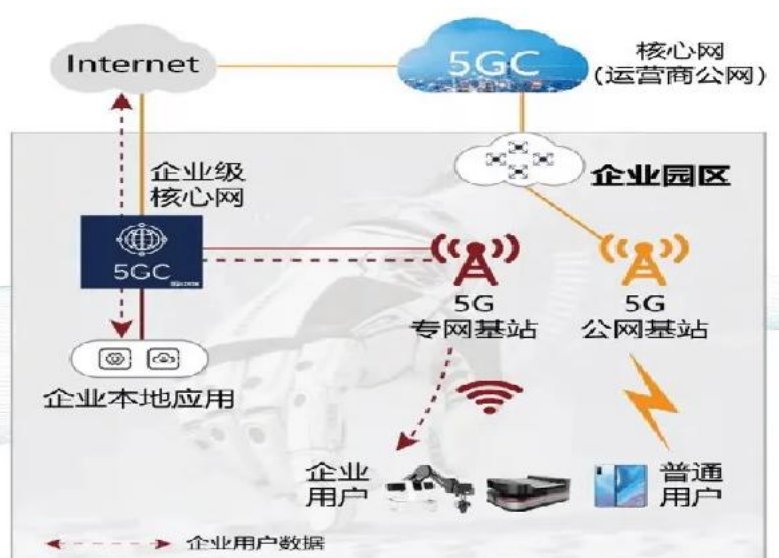 Internet
5GC
核心网
(运营商公网)
企业级
核心网
企业园区
5GC
5G
专网基站
5G
公网基站
企业本地应用
企业
用户
普通
用户
企业用户数据